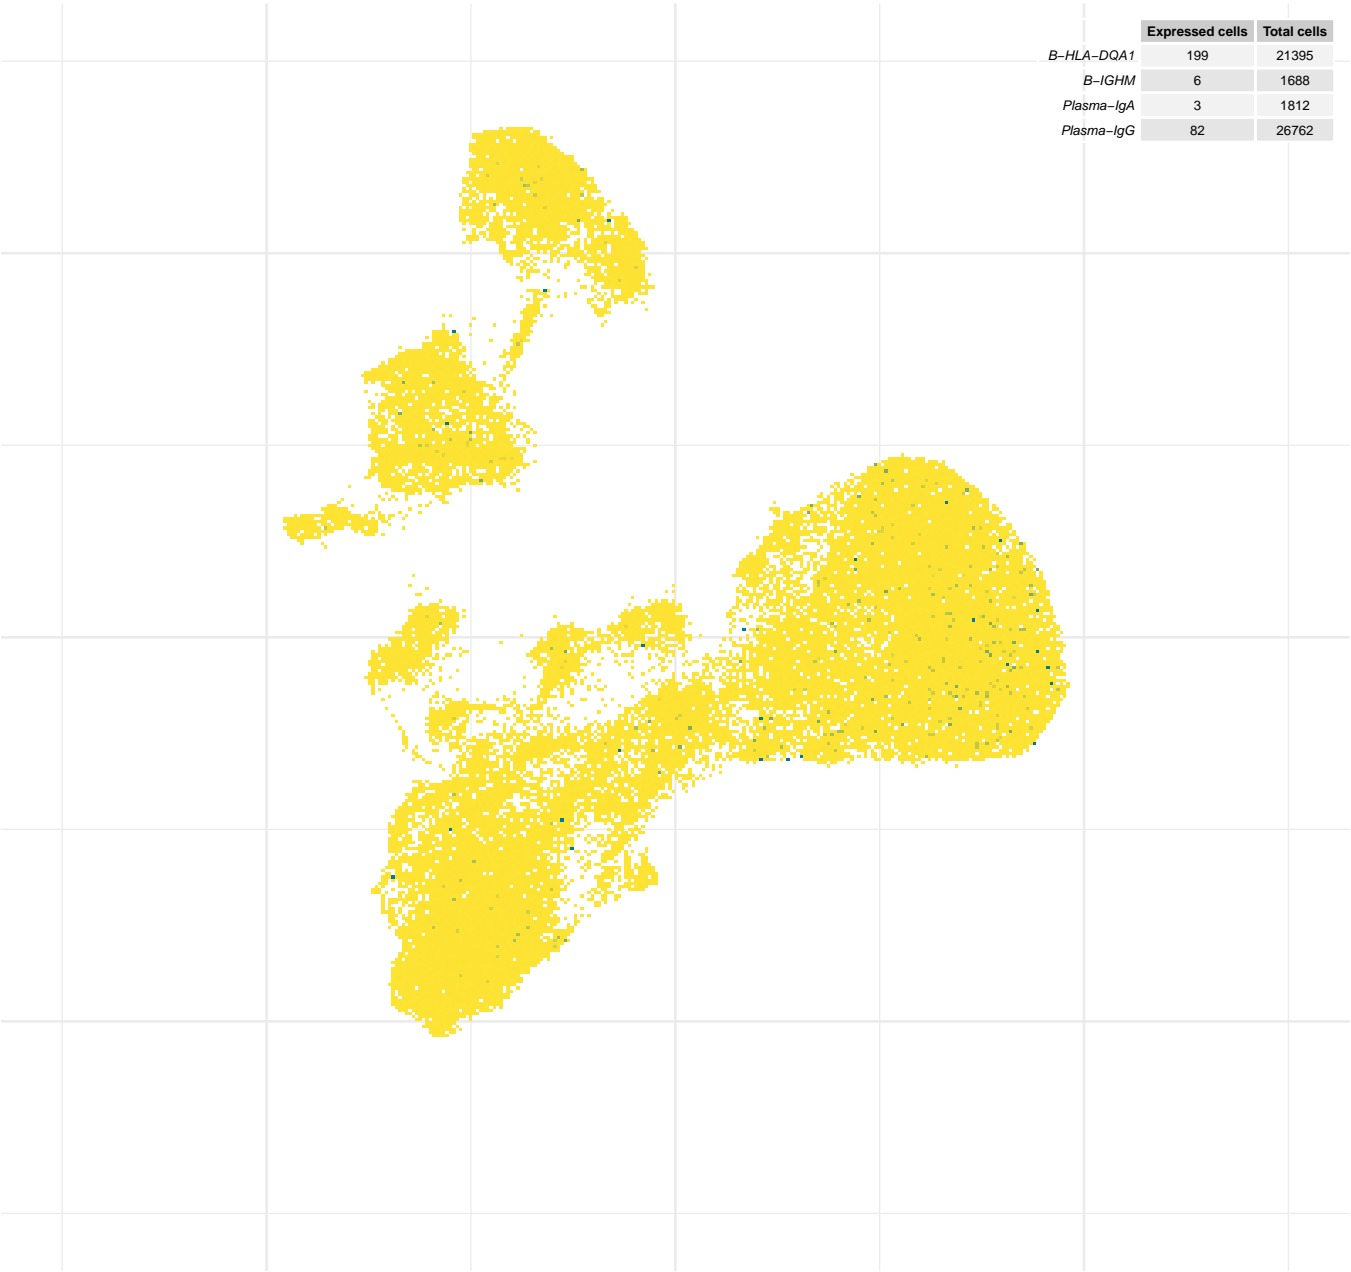 Expressed cells Total cells
B−HLA−DQA1 199 21395
B−IGHM 6 1688
Plasma−IgA 3 1812
Plasma−IgG 82 26762